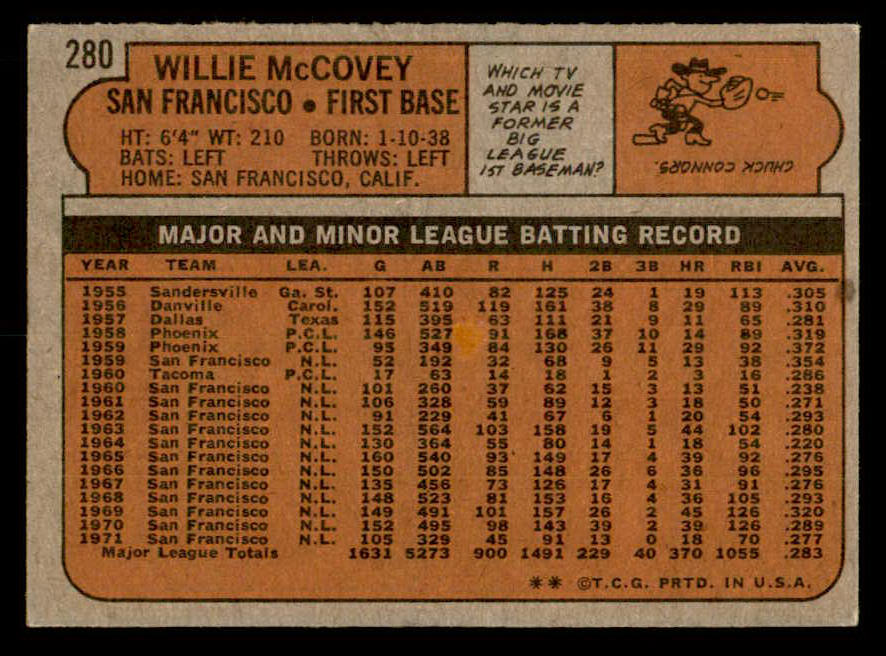 280
WILLIE McCOVEY
SAN FRANCISCO • FIRST BASE
HT: 6'4" WT: 210 BORN: 1-10-38
BATS: LEFT THROWS: LEFT
HOME: SAN FRANCISCO, CALIF.
WHICH TV
AND MOVIE
STAR IS A
FORMER
BIG
LEAGUE
1ST BASEMAN?
CHUCK CONNORS.
MAJOR AND MINOR LEAGUE BATTING RECORD
YEAR TEAM LEA. G AB R H 2B 3B HR RBI AVG.
1955 Sandersville Ga. St. 107 410 82 125 24 1 19 113 .305
1956 Danville Carol. 152 519 119 161 38 8 29 89 .310
1957 Dallas Texas 115 395 63 111 21 9 11 65 .281
1958 Phoenix P.C.L. 146 527 91 168 37 10 14 89 .319
1959 Phoenix P.C.L. 95 349 84 130 26 11 29 92 .372
1959 San Francisco N.L. 52 192 32 68 9 5 13 38 .354
1960 Tacoma P.C.L. 17 63 14 18 1 2 3 16 .286
1960 San Francisco N.L. 101 260 37 62 15 3 13 51 .238
1961 San Francisco N.L. 106 328 59 89 12 3 18 50 .271
1962 San Francisco N.L. 91 229 41 67 6 1 20 54 .293
1963 San Francisco N.L. 152 564 103 158 19 5 44 102 .280
1964 San Francisco N.L. 130 364 55 80 14 1 18 54 .220
1965 San Francisco N.L. 160 540 93 149 17 4 39 92 .276
1966 San Francisco N.L. 150 502 85 148 26 6 36 96 .295
1967 San Francisco N.L. 135 456 73 126 17 4 31 91 .276
1968 San Francisco N.L. 148 523 81 153 16 4 36 105 .293
1969 San Francisco N.L. 149 491 101 157 26 2 45 126 .320
1970 San Francisco N.L. 152 495 98 143 39 2 39 126 .289
1971 San Francisco N.L. 105 329 45 91 13 0 18 70 .277
Major League Totals 1631 5273 900 1491 229 40 370 1055 .283
** ©T.C.G. PRTD. IN U.S.A.